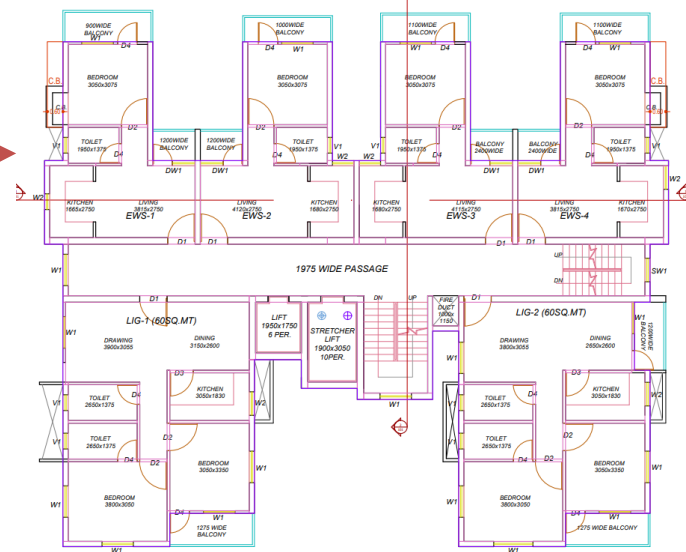 900WIDE
BALCONY
W1
D4
1000WIDE
BALCONY
D4
W1
1100WIDE
BALCONY
W1
D4
1100WIDE
BALCONY
D4
W1
BEDROOM
3050x3075
BEDROOM
3050x3075
BEDROOM
3050x3075
BEDROOM
3050x3075
C.B.
C.B.
C.B.
D2
D2
D2
D2
TOILET
1950x1375
V1
D4
1200WIDE
BALCONY
1200WIDE
BALCONY
TOILET
1950x1375
D4
V1
W2
W2
V1
TOILET
1950x1375
D4
BALCONY
2400WIDE
BALCONY
2400WIDE
TOILET
1950x1375
D4
V1
W2
W2
DW1
DW1
DW1
DW1
KITCHEN
1665x2750
LIVING
3815x2750
EWS-1
LIVING
4120x2750
EWS-2
KITCHEN
1680x2750
KITCHEN
1680x2750
LIVING
4115x2750
EWS-3
LIVING
3815x2750
EWS-4
KITCHEN
1670x2750
D1
D1
D1
D1
UP
DN
W1
1975 WIDE PASSAGE
SW1
D1
DN
UP
D1
LIG-1 (60SQ.MT)
LIG-2 (60SQ.MT)
LIFT
1950x1750
6 PER.
STRETCHER
LIFT
1900x3050
10PER.
FIRE
DUCT
1150
W1
DRAWING
3900x3055
DINING
3150x2600
W1
DRAWING
3800x3055
DINING
2650x2600
W1
1200WIDE
BALCONY
D3
D3
TOILET
2650x1375
V1
D4
KITCHEN
3050x1830
W2
W1
TOILET
2650x1375
V1
D4
KITCHEN
3050x1830
W2
TOILET
2650x1375
V1
D4
D2
D2
TOILET
2650x1375
V1
D4
D2
D2
BEDROOM
3050x3350
W1
BEDROOM
3050x3350
W1
BEDROOM
3800x3050
W1
BEDROOM
3800x3050
W1
D4
W1
1275 WIDE
BALCONY
D4
W1
1275 WIDE BALCONY
W1
W1